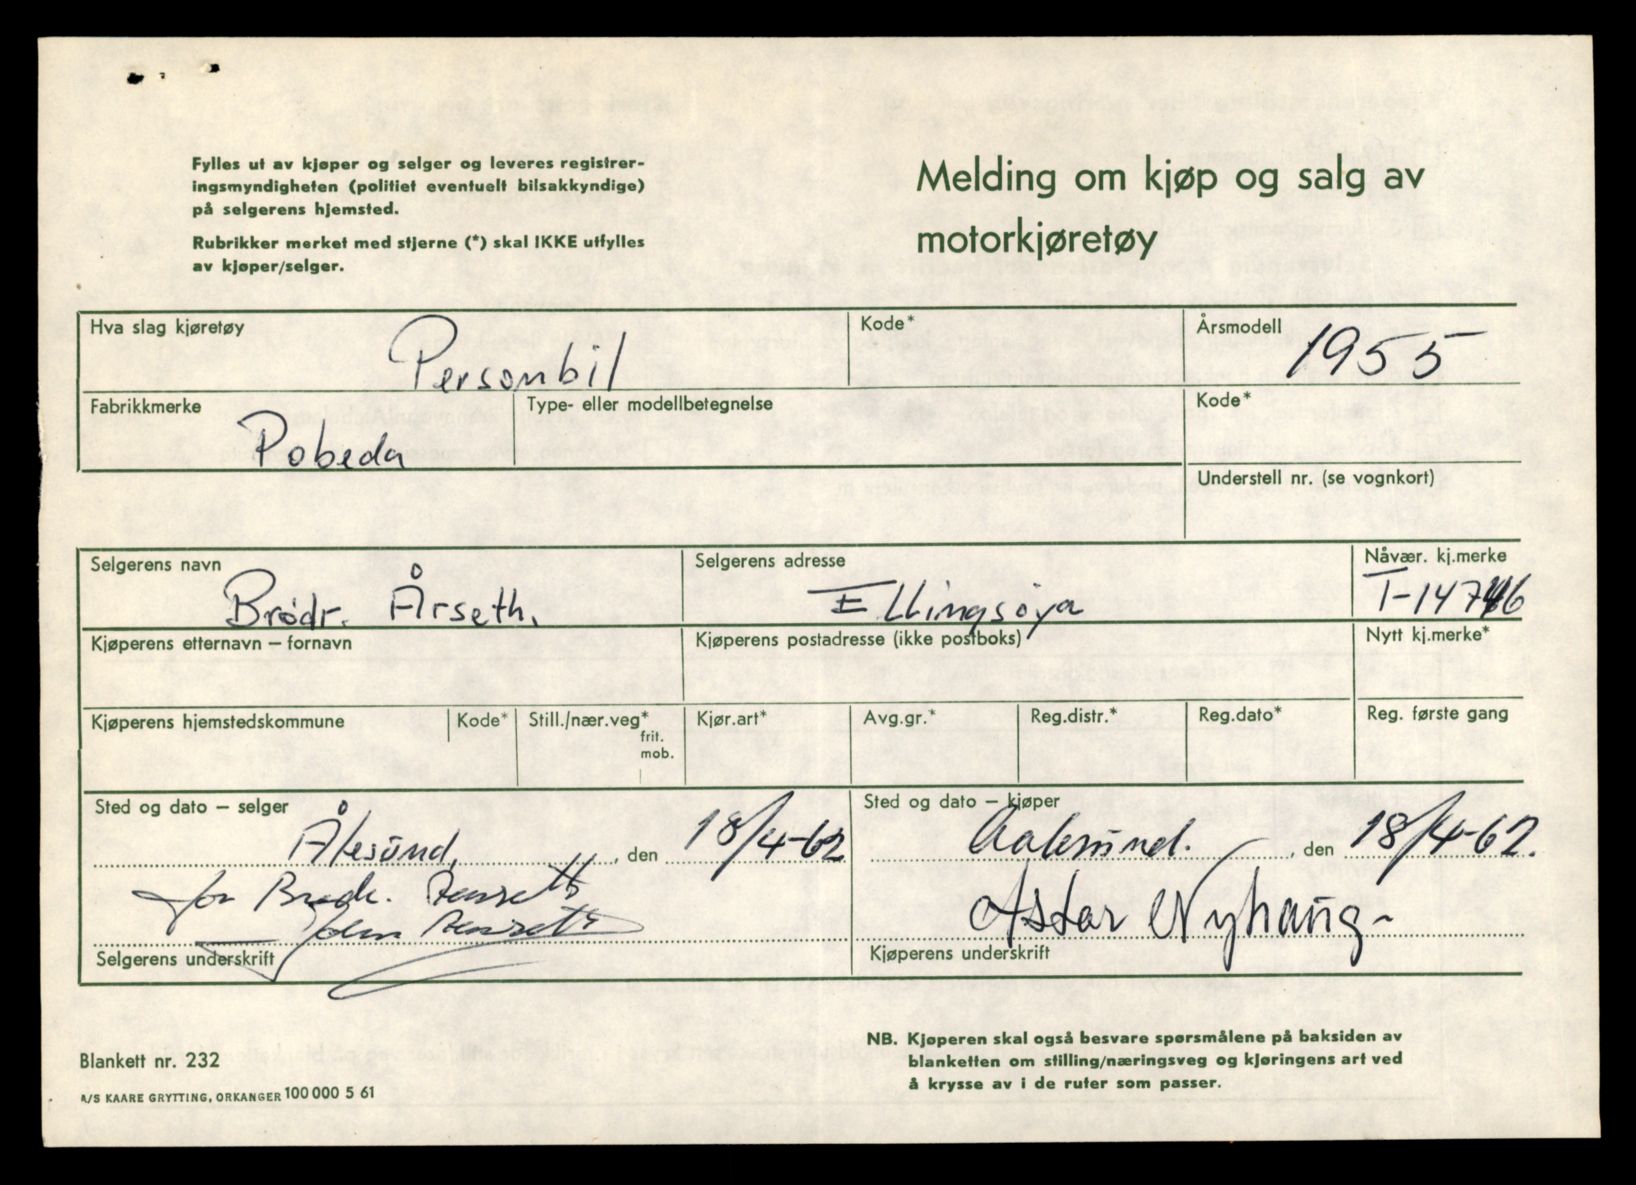 Fylles ut av kjøper og selger og leveres registrer-
ingsmyndigheten (politiet eventuelt bilsakkyndige)
på selgerens hjemsted.
Rubrikker merket med stjerne (*) skal IKKE utfylles
av kjøper/selger.
Melding om kjøp og salg av
motorkjøretøy
Hva slag kjøretøy
Personbil
Kode*
Årsmodell
1955
Fabrikkmerke
Pobeda
Type- eller modellbetegnelse
Kode*
Understell nr. (se vognkort)
Selgerens navn
Brødr. Årseth.
Selgerens adresse
Ellingsöya
Nåvær. kj.merke
Kjøperens etternavn – fornavn
Kjøperens postadresse (ikke postboks)
Nytt kj.merke*
Kjøperens hjemstedskommune
Kode*
Still./nær.veg*
frit.
mob.
Kjør.art*
Avg.gr.*
Reg.distr.*
Reg.dato*
Reg. første gang
Sted og dato – selger
Ålesund, den 18/4-62
for Brødr. Aarseth
Aarseth
Selgerens underskrift
Sted og dato – kjøper
Aalesund. , den 18/4-62.
Astor Nyhaug
Kjøperens underskrift
Blankett nr. 232
A/S KAARE GRYTTING, ORKANGER 100 000 5 61
NB. Kjøperen skal også besvare spørsmålene på baksiden av
blanketten om stilling/næringsveg og kjøringens art ved
å krysse av i de ruter som passer.